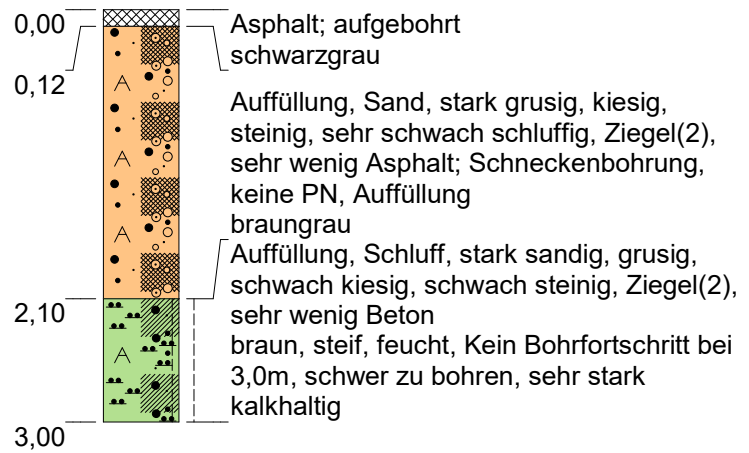 0,00
Asphalt; aufgebohrt
schwarzgrau
0,12
Auffüllung, Sand, stark grusig, kiesig,
steinig, sehr schwach schluffig, Ziegel(2),
sehr wenig Asphalt; Schneckenbohrung,
keine PN, Auffüllung
braungrau
A
A
A
Auffüllung, Schluff, stark sandig, grusig,
schwach kiesig, schwach steinig, Ziegel(2),
sehr wenig Beton
braun, steif, feucht, Kein Bohrfortschritt bei
3,0m, schwer zu bohren, sehr stark
kalkhaltig
2,10
A
3,00